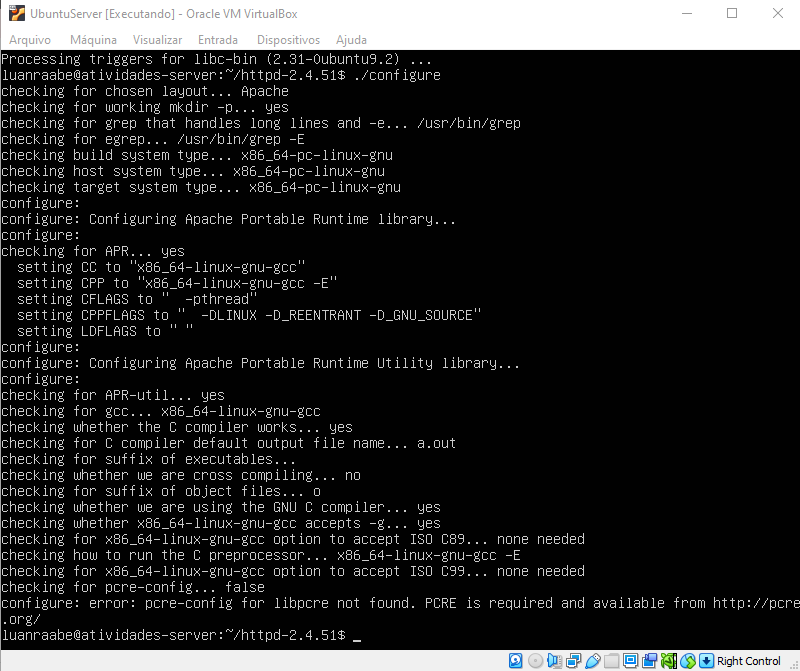 UbuntuServer [Executando] - Oracle VM VirtualBox
Arquivo Máquina Visualizar Entrada Dispositivos Ajuda
Processing triggers for libc-bin (2.31-0ubuntu9.2) ...
luanraabe@atividades-server:~/httpd-2.4.51$ ./configure
checking for chosen layout... Apache
checking for working mkdir -p... yes
checking for grep that handles long lines and -e... /usr/bin/grep
checking for egrep... /usr/bin/grep -E
checking build system type... x86_64-pc-linux-gnu
checking host system type... x86_64-pc-linux-gnu
checking target system type... x86_64-pc-linux-gnu
configure:
configure: Configuring Apache Portable Runtime library...
configure:
checking for APR... yes
  setting CC to "x86_64-linux-gnu-gcc"
  setting CPP to "x86_64-linux-gnu-gcc -E"
  setting CFLAGS to "  -pthread"
  setting CPPFLAGS to "  -DLINUX -D_REENTRANT -D_GNU_SOURCE"
  setting LDFLAGS to " "
configure:
configure: Configuring Apache Portable Runtime Utility library...
configure:
checking for APR-util... yes
checking for gcc... x86_64-linux-gnu-gcc
checking whether the C compiler works... yes
checking for C compiler default output file name... a.out
checking for suffix of executables...
checking whether we are cross compiling... no
checking for suffix of object files... o
checking whether we are using the GNU C compiler... yes
checking whether x86_64-linux-gnu-gcc accepts -g... yes
checking for x86_64-linux-gnu-gcc option to accept ISO C89... none needed
checking how to run the C preprocessor... x86_64-linux-gnu-gcc -E
checking for x86_64-linux-gnu-gcc option to accept ISO C99... none needed
checking for pcre-config... false
configure: error: pcre-config for libpcre not found. PCRE is required and available from http://pcre
.org/
luanraabe@atividades-server:~/httpd-2.4.51$ _
Right Control